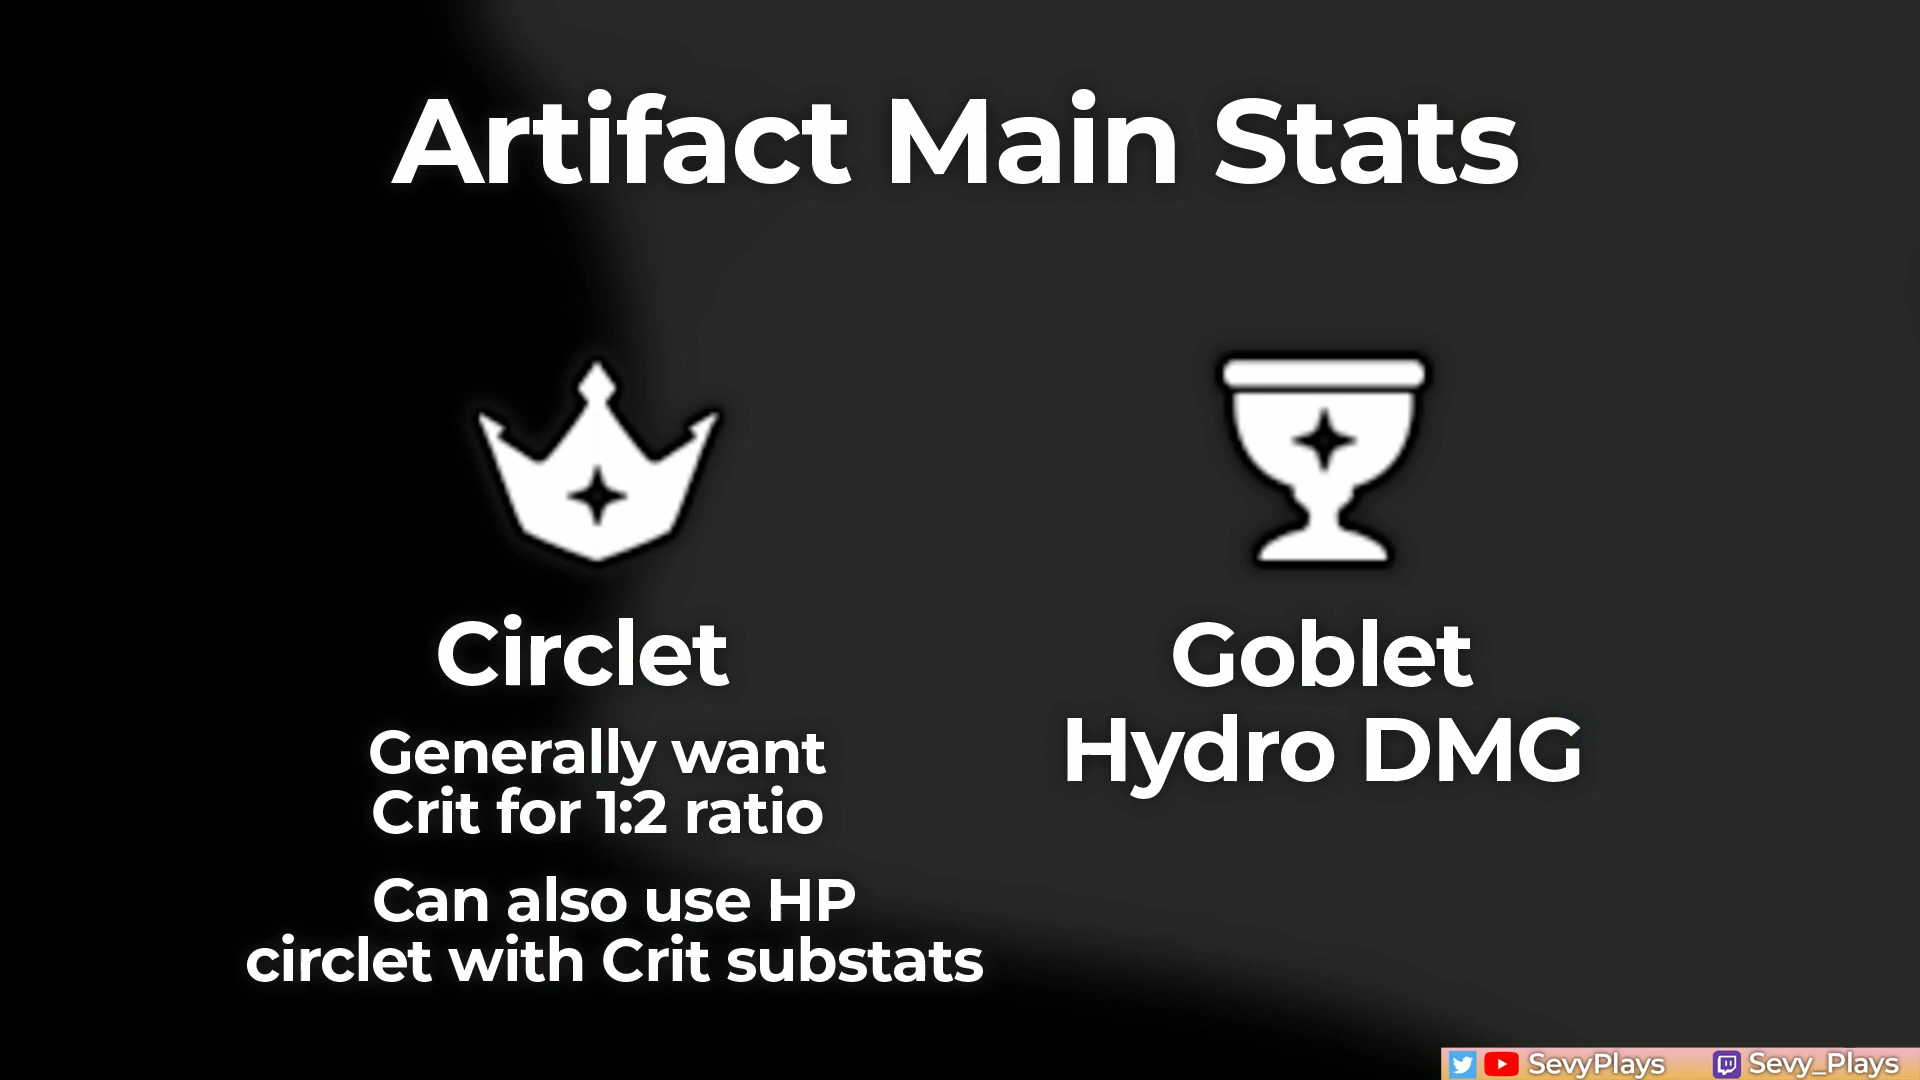 Artifact Main Stats
Circlet
Generally want
Crit for 1:2 ratio
Can also use HP
circlet with Crit substats
Goblet
Hydro DMG
SevyPlays
Sevy_Plays